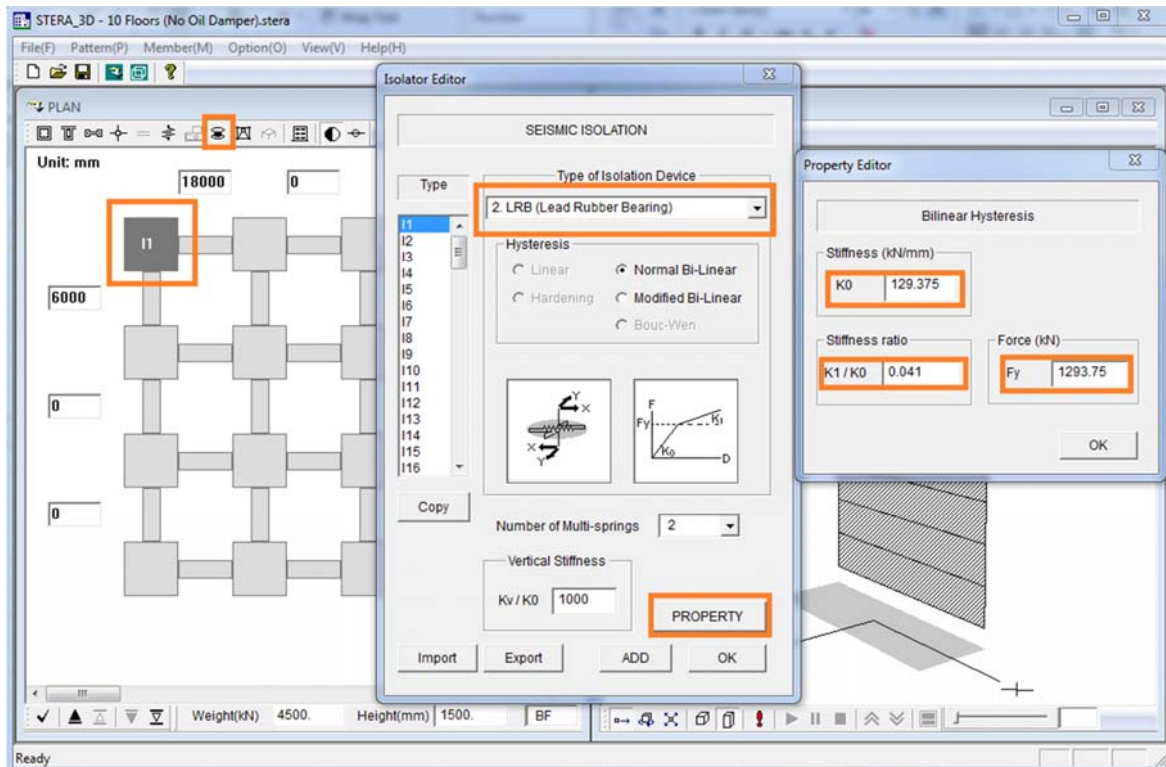 STERA_3D - 10 Floors (No Oil Damper).stera
File(F) Pattern(P) Member(M) Option(O) View(V) Help(H)
PLAN
Unit: mm
18000 0
I1
6000
0
0
Weight(kN) 4500. Height(mm) 1500. BF
Ready
Isolator Editor
SEISMIC ISOLATION
Type
I1
I2
I3
I4
I5
I6
I7
I8
I9
I10
I11
I12
I13
I14
I15
I16
Copy
Type of Isolation Device
2. LRB (Lead Rubber Bearing)
Hysteresis
Linear Normal Bi-Linear
Hardening Modified Bi-Linear
Bouc-Wen
Y
X
X
Y
F
Fy
K1
K0
D
Number of Multi-springs 2
Vertical Stiffness
Kv / K0 1000
PROPERTY
Import Export ADD OK
Property Editor
Bilinear Hysteresis
Stiffness (kN/mm)
K0 129.375
Stiffness ratio
K1 / K0 0.041
Force (kN)
Fy 1293.75
OK